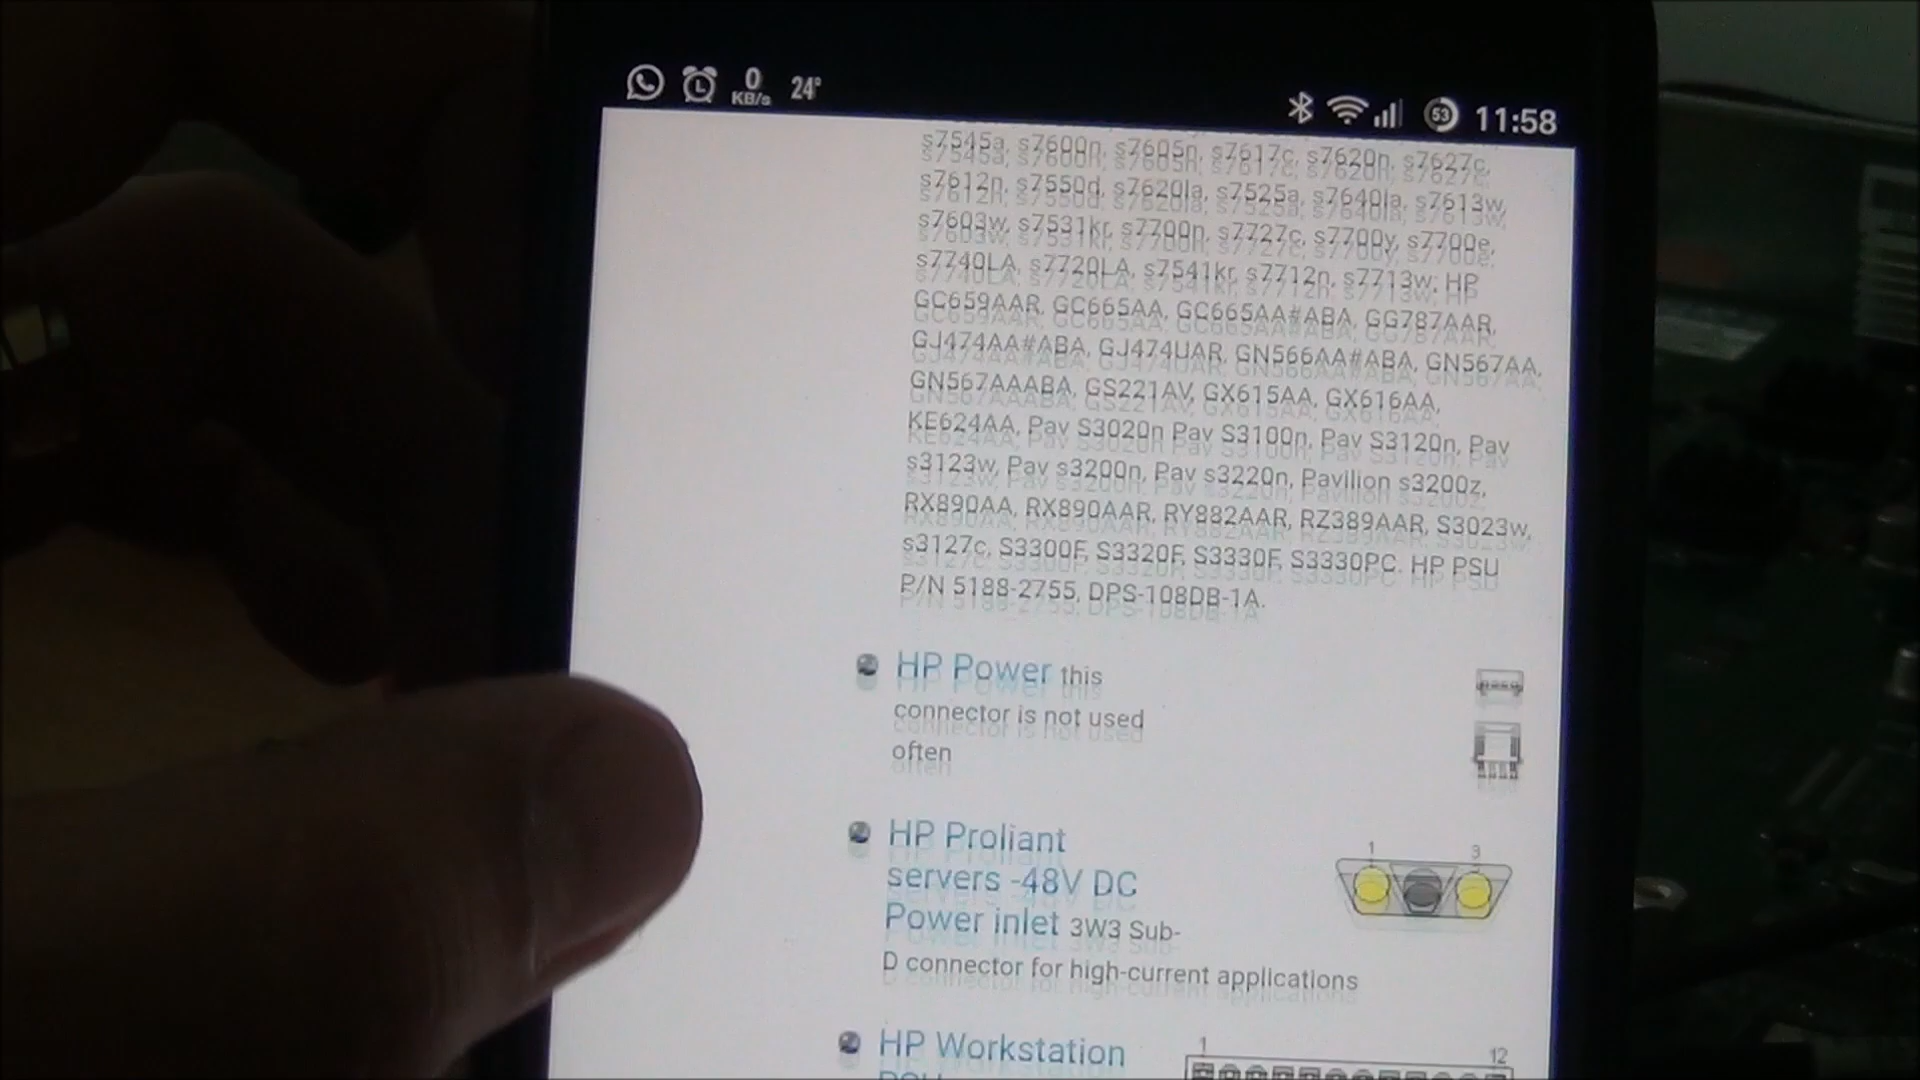 0 KB/s 24° 53 11:58
s7545a, s7600n, s7605n, s7617c, s7620n, s7627c,
s7612n, s7550d, s7620la, s7525a, s7640la, s7613w,
s7603w, s7531kr, s7700n, s7727c, s7700y, s7700e,
s7740LA, s7720LA, s7541kr, s7712n, s7713w; HP
GC659AAR, GC665AA, GC665AA#ABA, GG787AAR,
GJ474AA#ABA, GJ474UAR, GN566AA#ABA, GN567AA,
GN567AAABA, GS221AV, GX615AA, GX616AA,
KE624AA, Pav S3020n Pav S3100n, Pav S3120n, Pav
s3123w, Pav s3200n, Pav s3220n, Pavilion s3200z,
RX890AA, RX890AAR, RY882AAR, RZ389AAR, S3023w,
s3127c, S3300F, S3320F, S3330F, S3330PC. HP PSU
P/N 5188-2755, DPS-108DB-1A.
HP Power this
connector is not used
often
HP Proliant
servers -48V DC
Power inlet 3W3 Sub-
D connector for high-current applications
1 3
HP Workstation
1 12